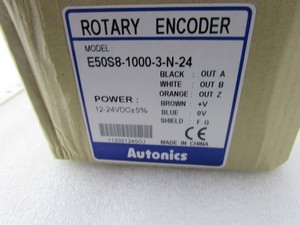 ROTARY ENCODER
MODEL :
E50S8-1000-3-N-24
BLACK : OUT A
WHITE : OUT B
ORANGE : OUT Z
BROWN : +V
BLUE : 0V
SHIELD : F.G
POWER :
12-24VDC±5%
CE
Autonics
MADE IN CHINA